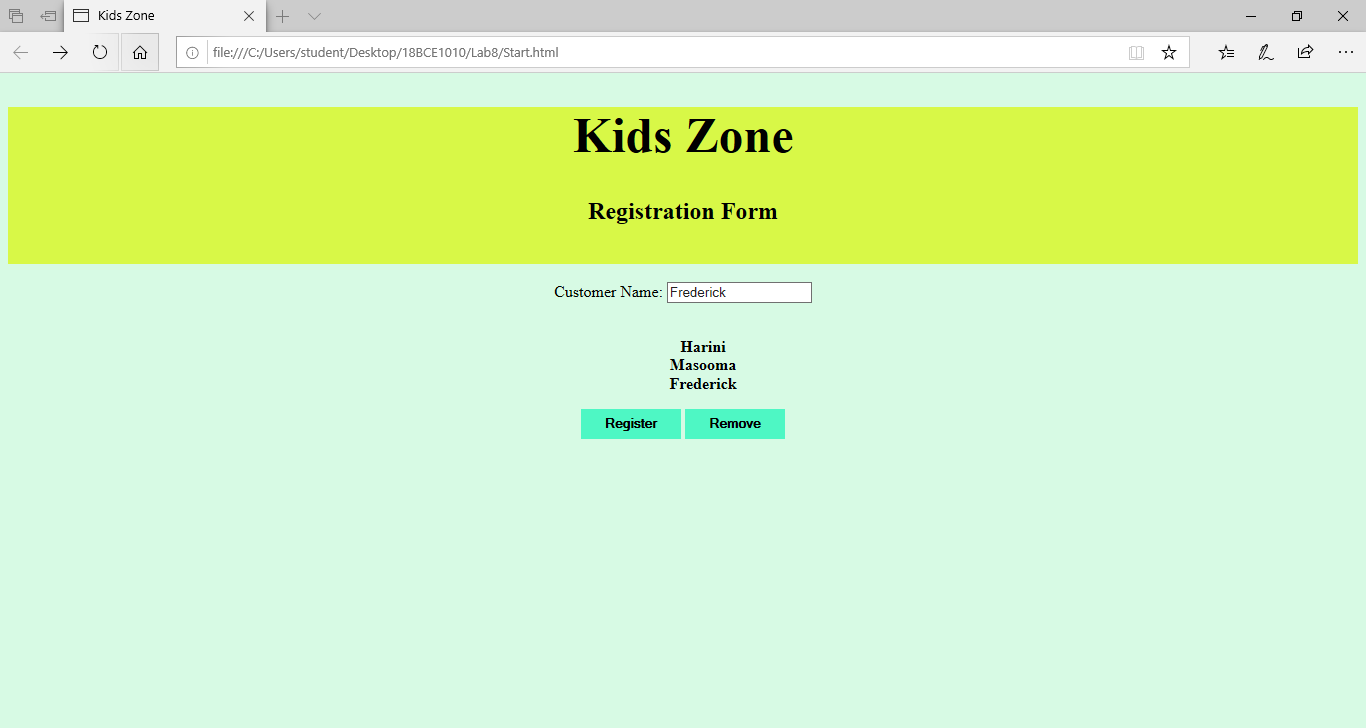 Kids Zone
file:///C:/Users/student/Desktop/18BCE1010/Lab8/Start.html
Kids Zone
Registration Form
Customer Name: Frederick
Harini
Masooma
Frederick
Register Remove